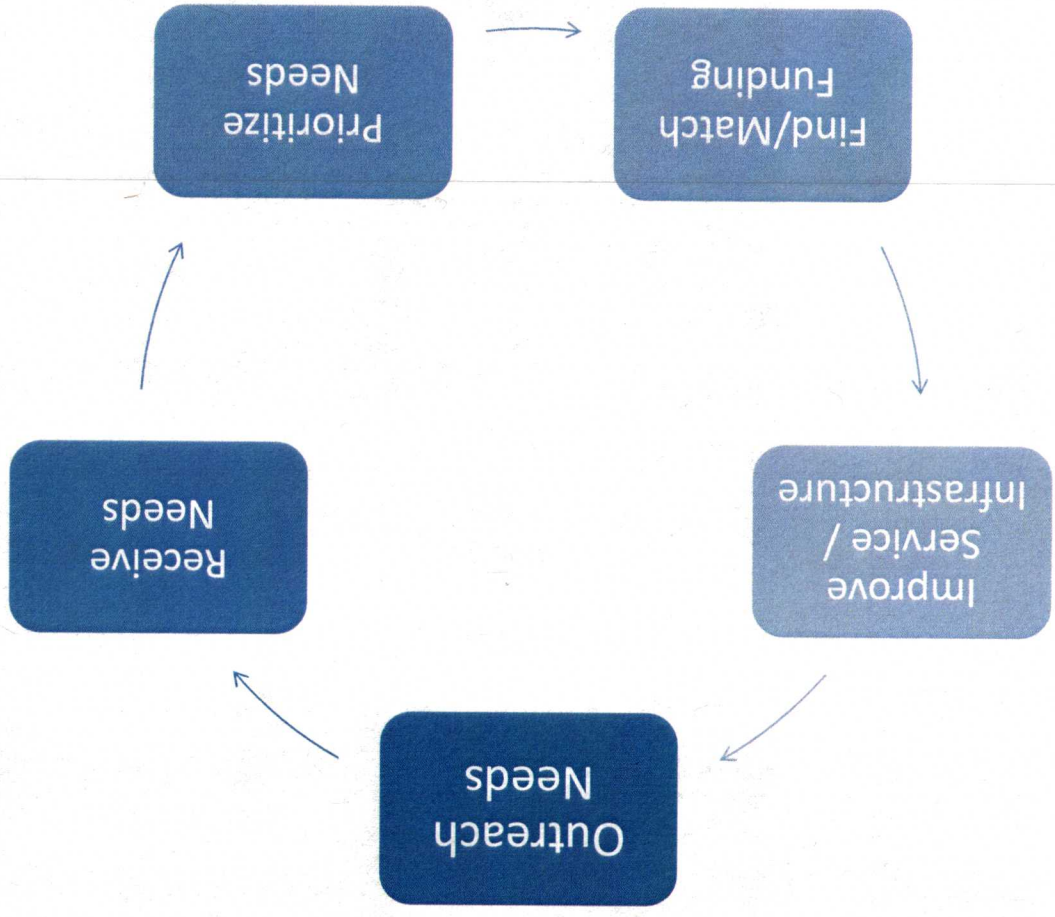 Outreach
Needs
Receive
Needs
Prioritize
Needs
Find/Match
Funding
Improve
Service /
Infrastructure